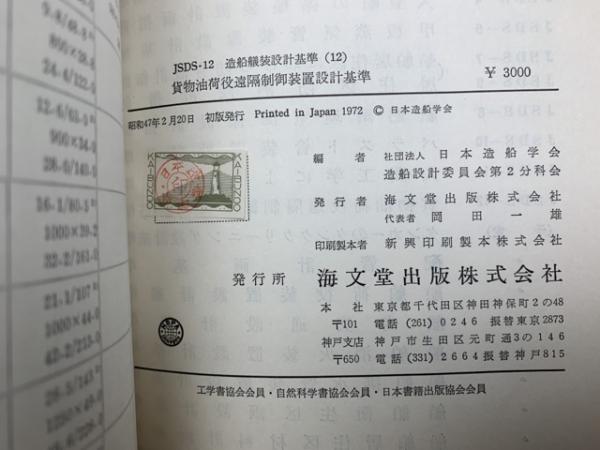 JSDS-12 造船艤装設計基準 (12)
貨物油荷役遠隔制御装置設計基準
¥ 3000
昭和47年2月20日 初版発行 Printed in Japan 1972 © 日本造船学会
KAIBUNDO KAIBUNDO
編者 社団法人 日本造船学会
造船設計委員会第2分科会
発行者 海文堂出版株式会社
代表者 岡田一雄
印刷製本者 新興印刷製本株式会社
発行所 海文堂出版株式会社
本社 東京都千代田区神田神保町2の48
〒101 電話 (261) 0246 振替東京2873
神戸支店 神戸市生田区元町通3の146
〒650 電話 (331) 2664 振替神戸815
工学書協会会員・自然科学書協会会員・日本書籍出版協会会員